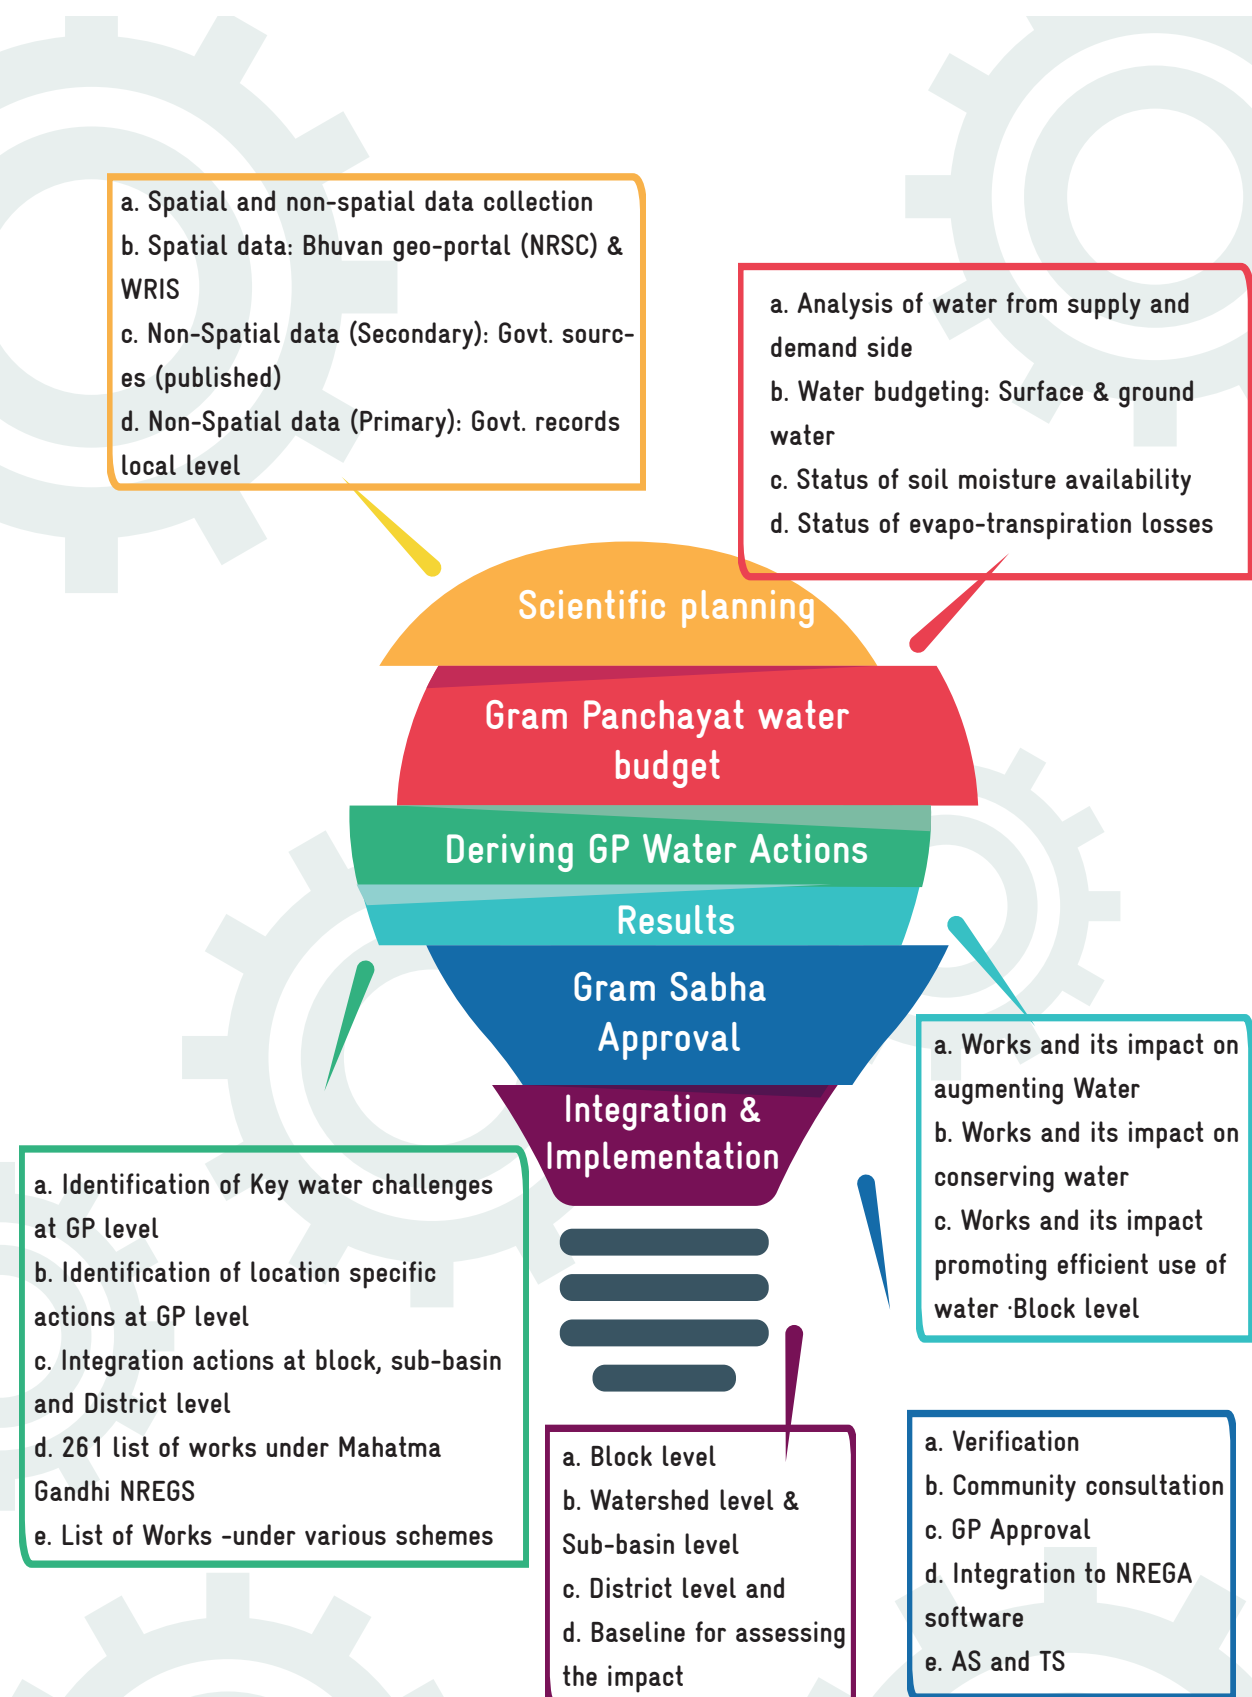 a. Spatial and non-spatial data collection
b. Spatial data: Bhuvan geo-portal (NRSC) &
WRIS
c. Non-Spatial data (Secondary): Govt. sourc-
es (published)
d. Non-Spatial data (Primary): Govt. records
local level
a. Analysis of water from supply and
demand side
b. Water budgeting: Surface & ground
water
c. Status of soil moisture availability
d. Status of evapo-transpiration losses
Scientific planning
Gram Panchayat water
budget
Deriving GP Water Actions
Results
Gram Sabha
Approval
Integration &
Implementation
a. Identification of Key water challenges
at GP level
b. Identification of location specific
actions at GP level
c. Integration actions at block, sub-basin
and District level
d. 261 list of works under Mahatma
Gandhi NREGS
e. List of Works -under various schemes
a. Works and its impact on
augmenting Water
b. Works and its impact on
conserving water
c. Works and its impact
promoting efficient use of
water ·Block level
a. Block level
b. Watershed level &
Sub-basin level
c. District level and
d. Baseline for assessing
the impact
a. Verification
b. Community consultation
c. GP Approval
d. Integration to NREGA
software
e. AS and TS